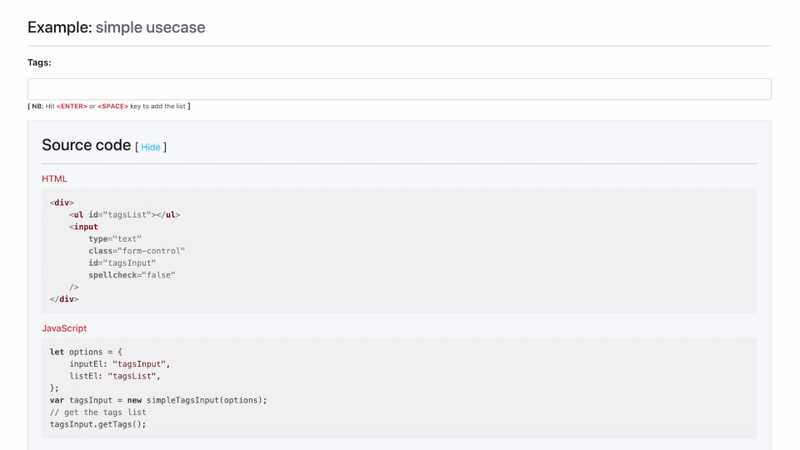 Example: simple usecase
Tags:
[ NB: Hit <ENTER> or <SPACE> key to add the list ]
Source code [ Hide ]
HTML
<div>
    <ul id="tagsList"></ul>
    <input
        type="text"
        class="form-control"
        id="tagsInput"
        spellcheck="false"
    />
</div>
JavaScript
let options = {
    inputEl: "tagsInput",
    listEl: "tagsList",
};
var tagsInput = new simpleTagsInput(options);
// get the tags list
tagsInput.getTags();